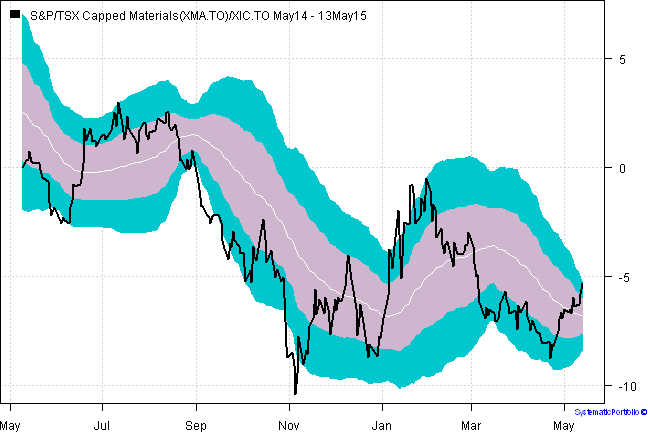 S&P/TSX Capped Materials(XMA.TO)/XIC.TO May14 - 13May15
5
0
-5
-10
May Jul Sep Nov Jan Mar May
SystematicPortfolio ©